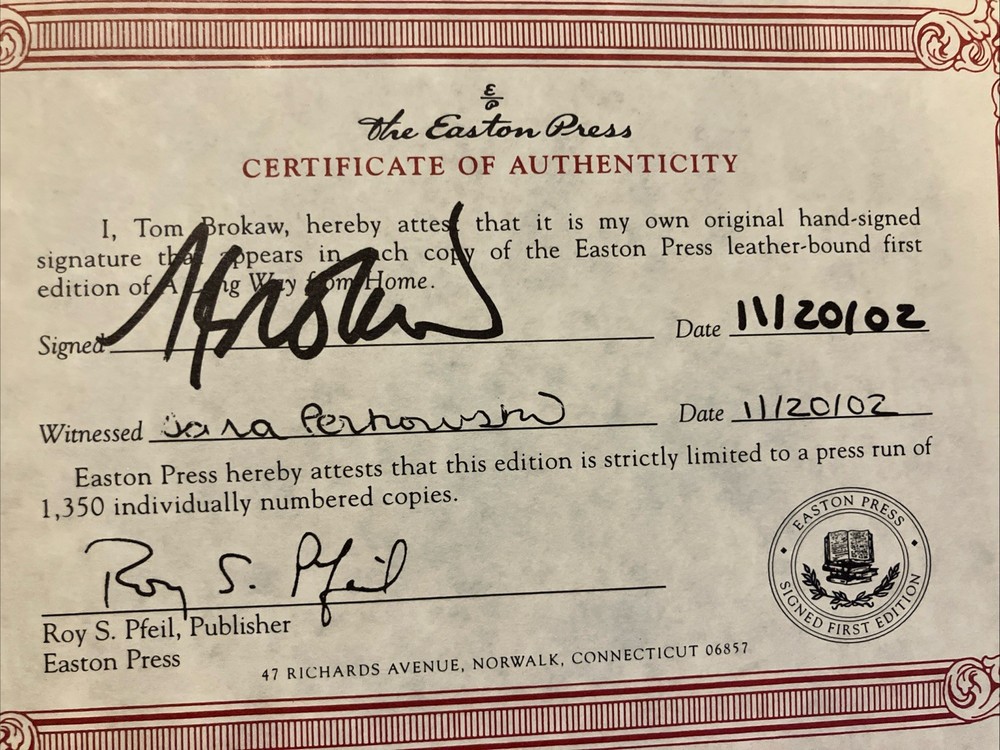 E
P
The Easton Press
CERTIFICATE OF AUTHENTICITY
I, Tom Brokaw, hereby attest that it is my own original hand-signed
signature that appears in each copy of the Easton Press leather-bound first
edition of A Long Way from Home.
Signed Date 11/20/02
Witnessed Date 11/20/02
Easton Press hereby attests that this edition is strictly limited to a press run of
1,350 individually numbered copies.
Roy S. Pfeil
Roy S. Pfeil, Publisher
Easton Press
47 RICHARDS AVENUE, NORWALK, CONNECTICUT 06857
EASTON PRESS
SIGNED FIRST EDITION